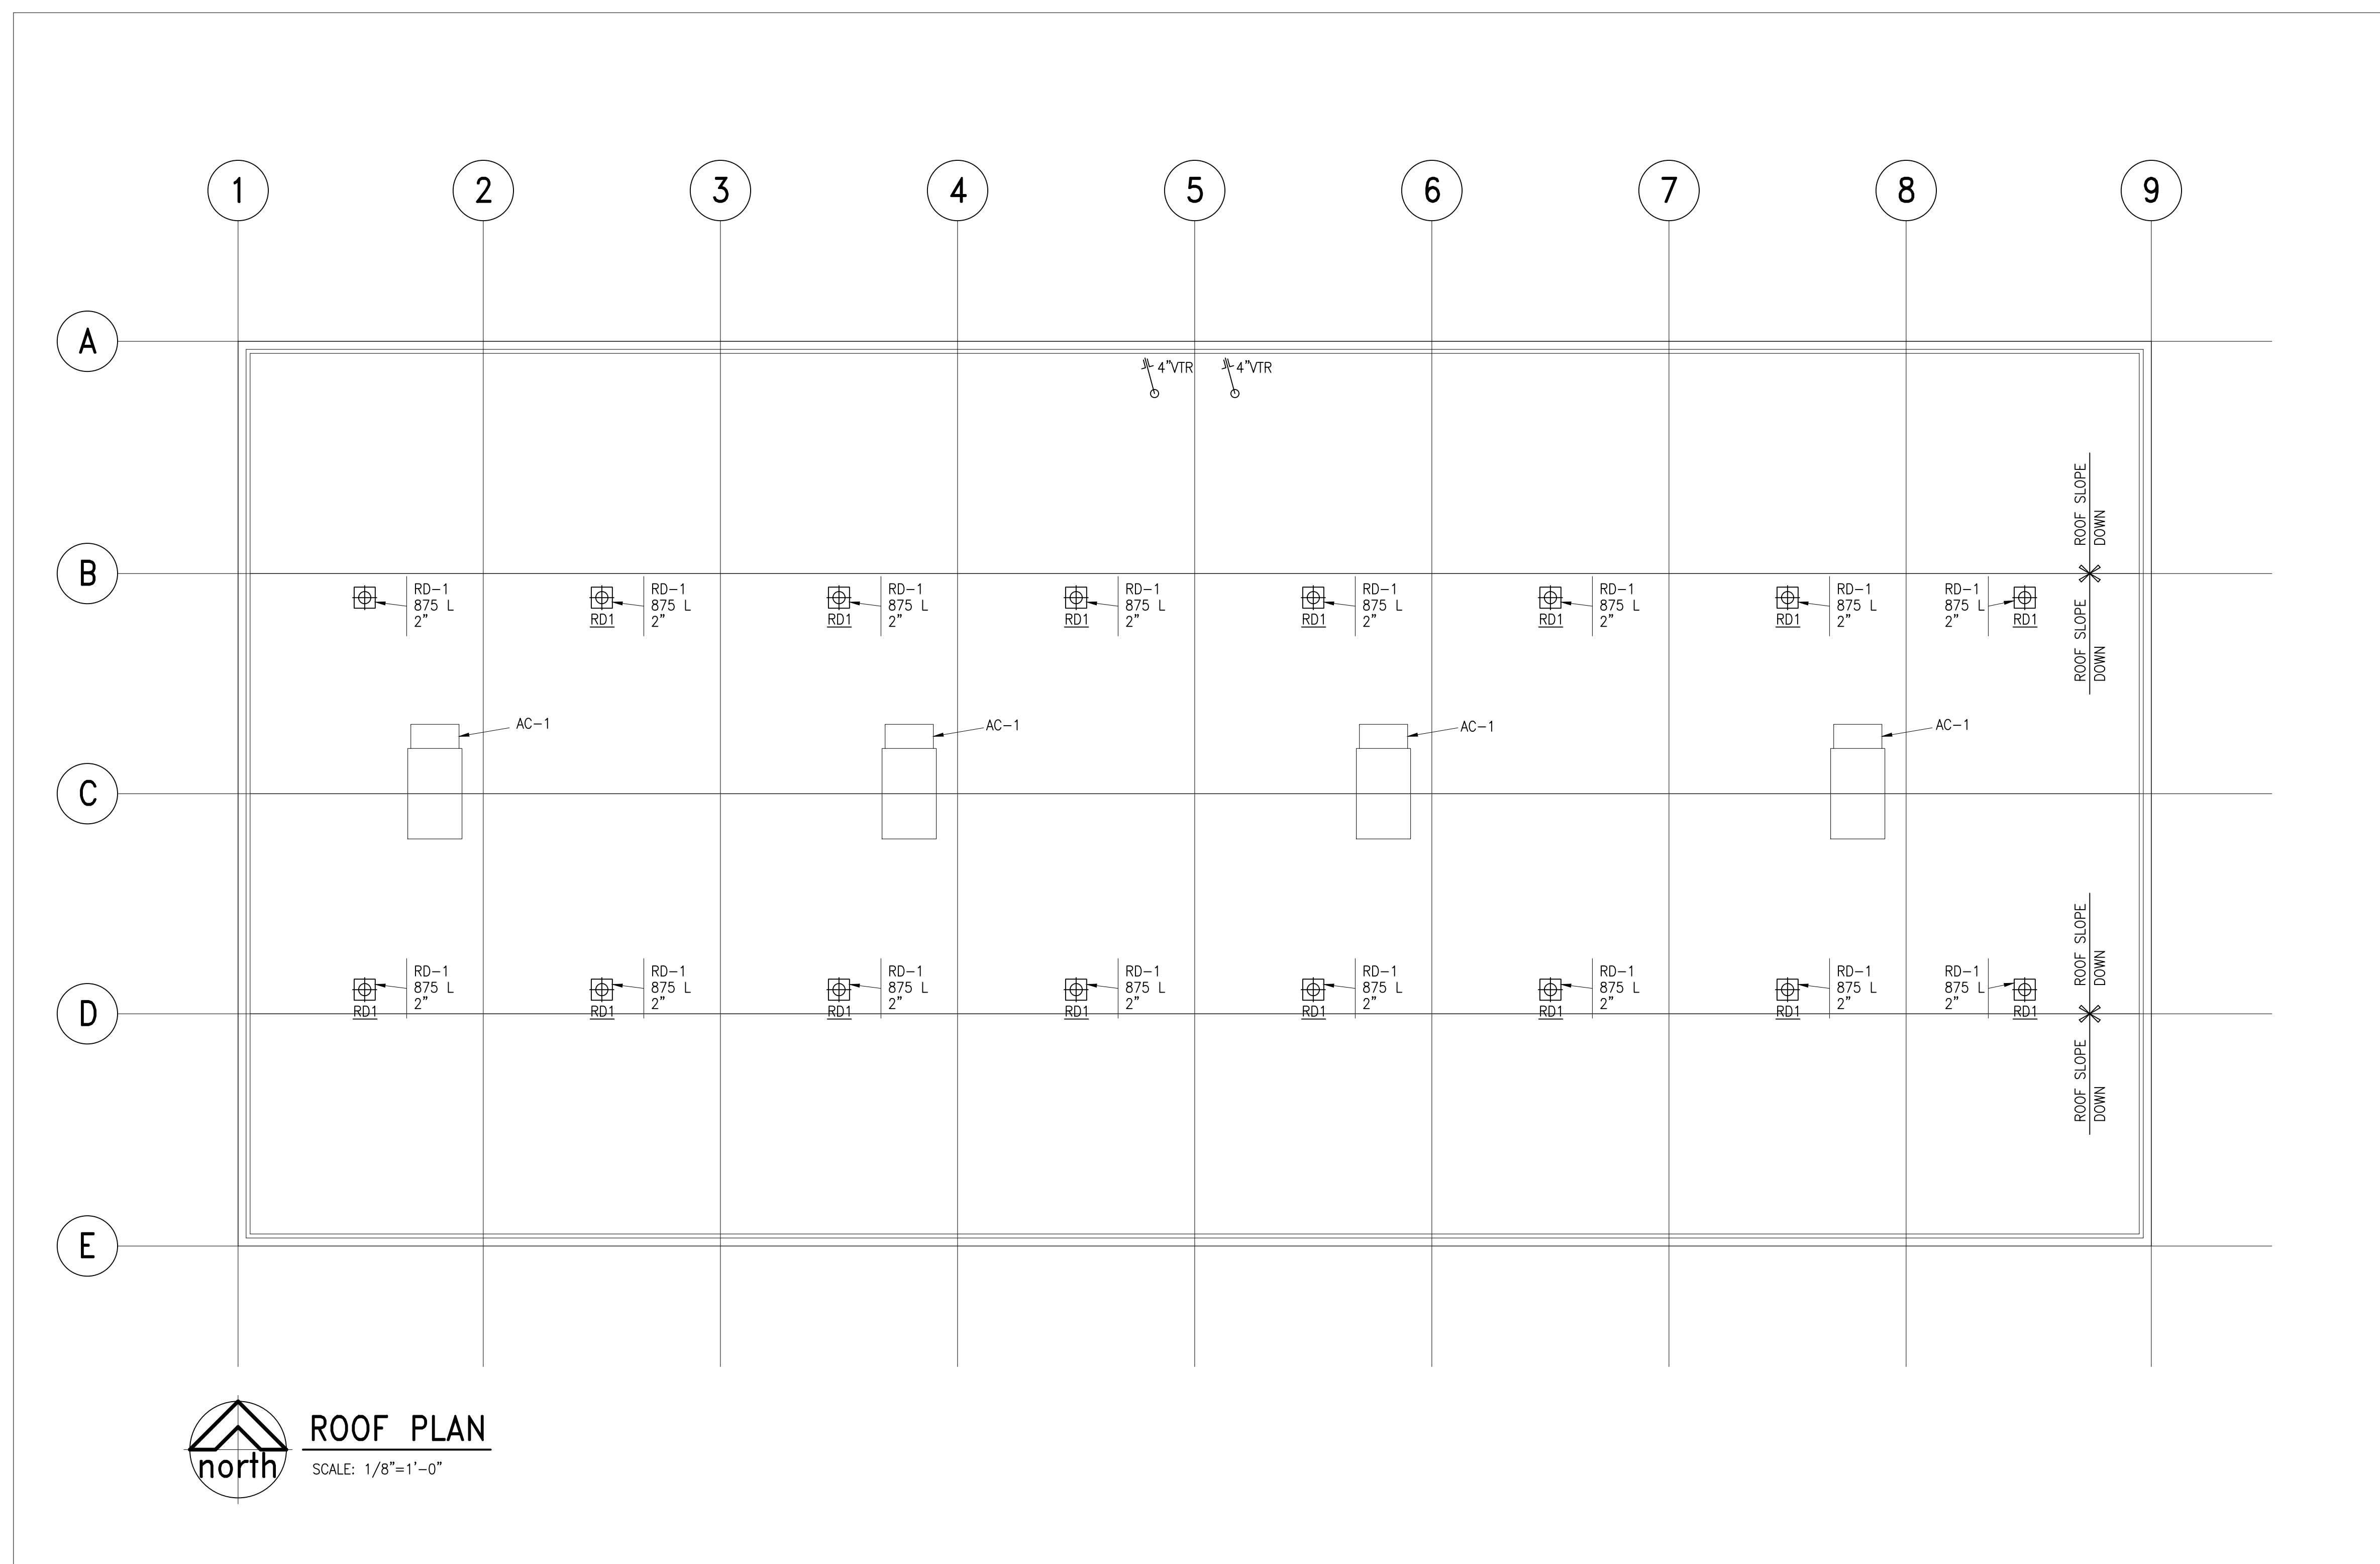 1 2 3 4 5 6 7 8 9
A
4"VTR 4"VTR
ROOF SLOPE
DOWN
B
RD-1 RD-1 RD-1 RD-1 RD-1 RD-1 RD-1 RD-1
875 L 875 L 875 L 875 L 875 L 875 L 875 L 875 L
2" 2" 2" 2" 2" 2" 2" 2"
RD1 RD1 RD1 RD1 RD1 RD1 RD1
ROOF SLOPE
DOWN
AC-1 AC-1 AC-1 AC-1
C
ROOF SLOPE
DOWN
RD-1 RD-1 RD-1 RD-1 RD-1 RD-1 RD-1 RD-1
875 L 875 L 875 L 875 L 875 L 875 L 875 L 875 L
2" 2" 2" 2" 2" 2" 2" 2"
RD1 RD1 RD1 RD1 RD1 RD1 RD1 RD1
D
ROOF SLOPE
DOWN
E
north
ROOF PLAN
SCALE: 1/8"=1'-0"